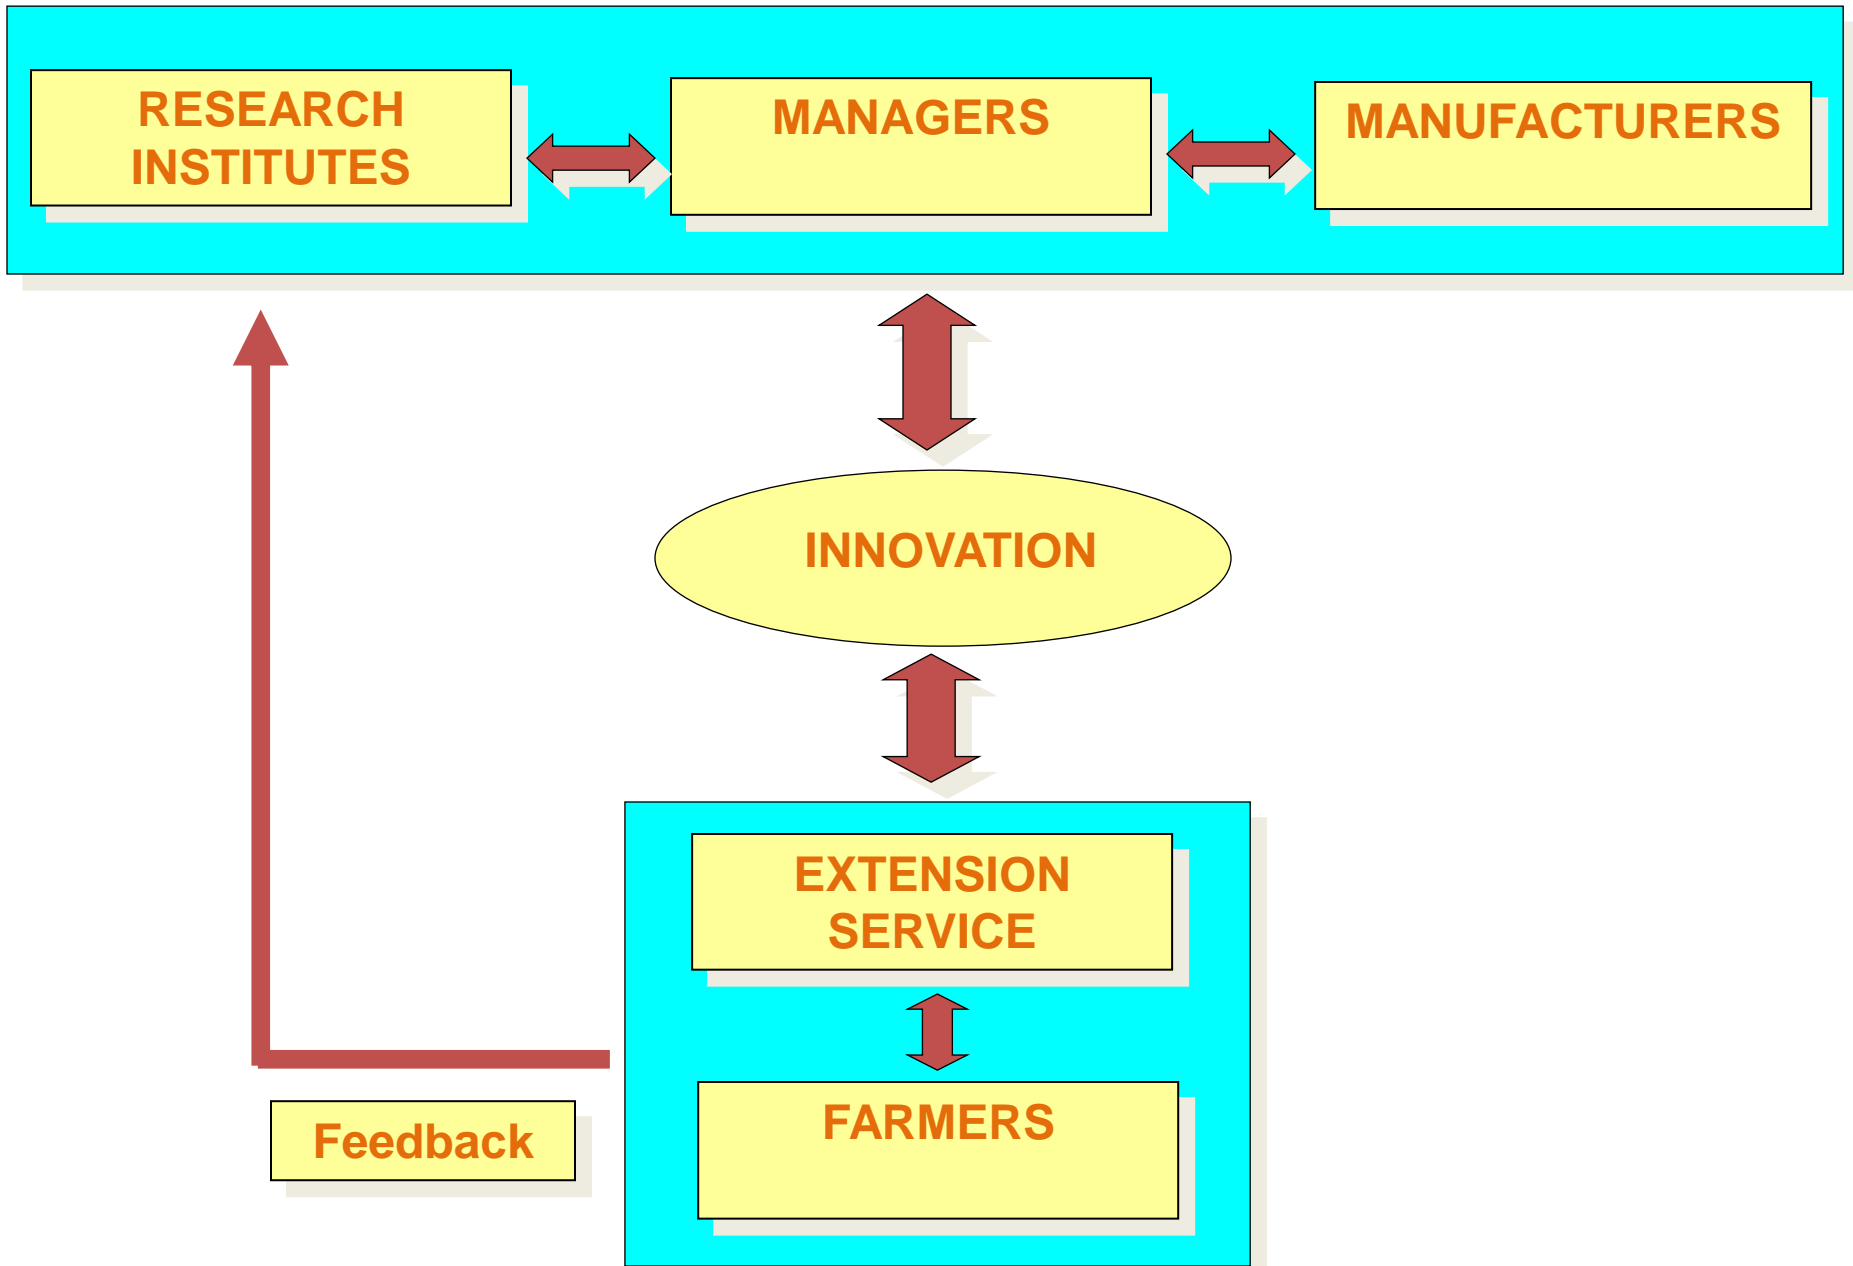 RESEARCH
INSTITUTES
MANAGERS
MANUFACTURERS
INNOVATION
EXTENSION
SERVICE
FARMERS
Feedback